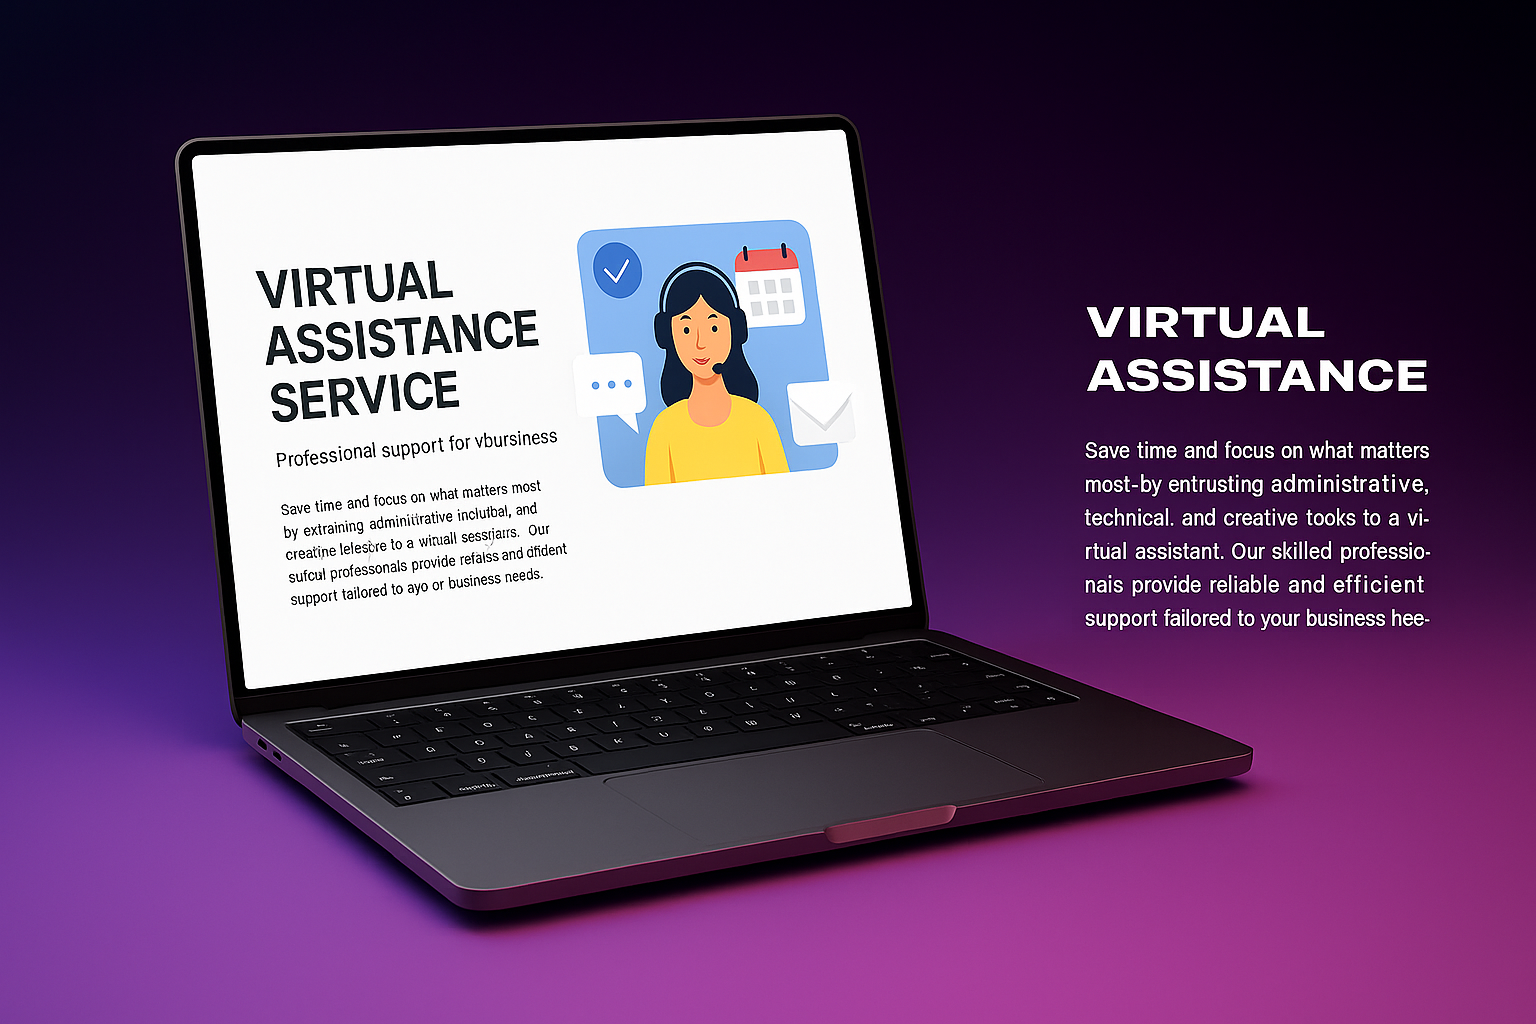 VIRTUAL
ASSISTANCE
SERVICE
Professional support for vbursiness
Save time and focus on what matters most
by extraining adminitirative inclutbal, and
creatine lefesore to a wituall sessrjarrs. Our
sufcul professonals provide refaiss and dfident
support tailored to ayo or business needs.
VIRTUAL
ASSISTANCE
Save time and focus on what matters
most-by entrusting administrative,
technical. and creative tooks to a vi-
rtual assistant. Our skilled professio-
nais provide reliable and efficient
support failored to your business hee-